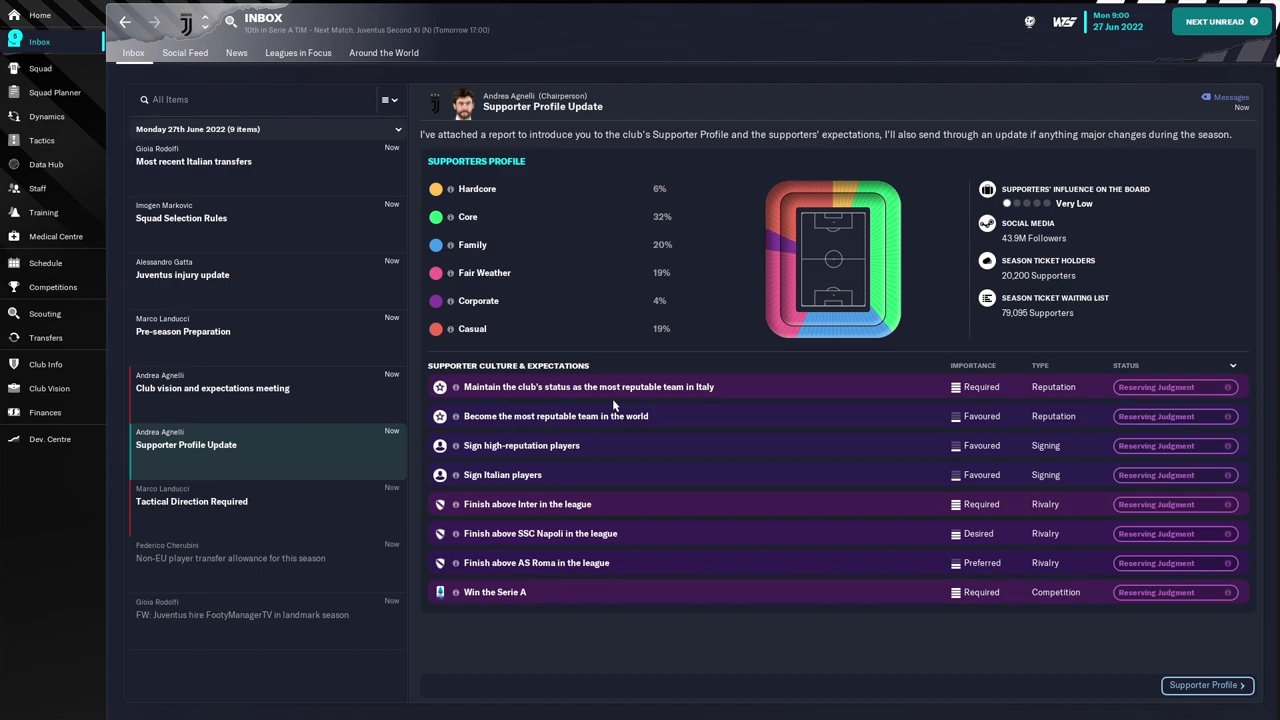 Home
5
Inbox
Squad
Squad Planner
Dynamics
Tactics
Data Hub
Staff
Training
Medical Centre
Schedule
Competitions
Scouting
Transfers
Club Info
Club Vision
Finances
Dev. Centre
INBOX
10th in Serie A TIM - Next Match: Juventus Second XI (N) (Tomorrow 17:00)
Mon 9:00
27 Jun 2022
NEXT UNREAD
Inbox Social Feed News Leagues in Focus Around the World
All Items
Monday 27th June 2022 (9 items)
Gioia Rodolfi Now
Most recent Italian transfers
Imogen Markovic Now
Squad Selection Rules
Alessandro Gatta Now
Juventus injury update
Marco Landucci Now
Pre-season Preparation
Andrea Agnelli Now
Club vision and expectations meeting
Andrea Agnelli Now
Supporter Profile Update
Marco Landucci Now
Tactical Direction Required
Federico Cherubini Now
Non-EU player transfer allowance for this season
Gioia Rodolfi Now
FW: Juventus hire FootyManagerTV in landmark season
Andrea Agnelli (Chairperson)
Supporter Profile Update
Messages
Now
I've attached a report to introduce you to the club's Supporter Profile and the supporters' expectations, I'll also send through an update if anything major changes during the season.
SUPPORTERS PROFILE
Hardcore 6%
Core 32%
Family 20%
Fair Weather 19%
Corporate 4%
Casual 19%
SUPPORTERS' INFLUENCE ON THE BOARD
Very Low
SOCIAL MEDIA
43.9M Followers
SEASON TICKET HOLDERS
20,200 Supporters
SEASON TICKET WAITING LIST
79,095 Supporters
SUPPORTER CULTURE & EXPECTATIONS IMPORTANCE TYPE STATUS
Maintain the club's status as the most reputable team in Italy Required Reputation Reserving Judgment
Become the most reputable team in the world Favoured Reputation Reserving Judgment
Sign high-reputation players Favoured Signing Reserving Judgment
Sign Italian players Favoured Signing Reserving Judgment
Finish above Inter in the league Required Rivalry Reserving Judgment
Finish above SSC Napoli in the league Desired Rivalry Reserving Judgment
Finish above AS Roma in the league Preferred Rivalry Reserving Judgment
Win the Serie A Required Competition Reserving Judgment
Supporter Profile